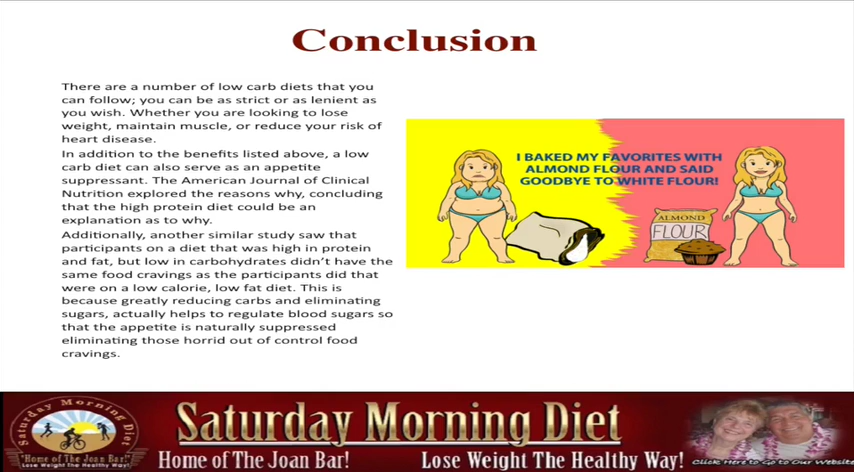 Conclusion
There are a number of low carb diets that you
can follow; you can be as strict or as lenient as
you wish. Whether you are looking to lose
weight, maintain muscle, or reduce your risk of
heart disease.
In addition to the benefits listed above, a low
carb diet can also serve as an appetite
suppressant. The American Journal of Clinical
Nutrition explored the reasons why, concluding
that the high protein diet could be an
explanation as to why.
Additionally, another similar study saw that
participants on a diet that was high in protein
and fat, but low in carbohydrates didn't have the
same food cravings as the participants did that
were on a low calorie, low fat diet. This is
because greatly reducing carbs and eliminating
sugars, actually helps to regulate blood sugars so
that the appetite is naturally suppressed
eliminating those horrid out of control food
cravings.
I BAKED MY FAVORITES WITH
ALMOND FLOUR AND SAID
GOODBYE TO WHITE FLOUR!
ALMOND
FLOUR
Saturday Morning Diet
"Home of The Joan Bar!"
Lose Weight The Healthy Way!
Saturday Morning Diet
Home of The Joan Bar! Lose Weight The Healthy Way!
Click Here to Go to Our Website